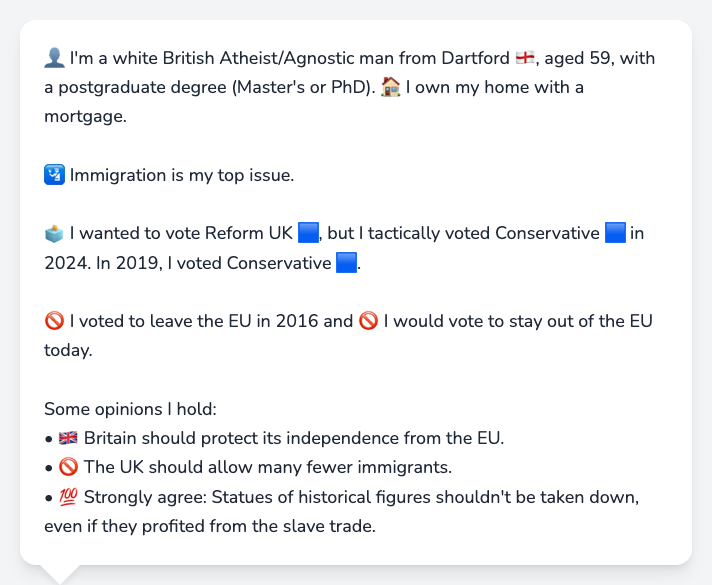 👤 I'm a white British Atheist/Agnostic man from Dartford 🏴󠁧󠁢󠁥󠁮󠁧󠁿, aged 59, with
a postgraduate degree (Master's or PhD). 🏠 I own my home with a
mortgage.
🛂 Immigration is my top issue.
🗳️ I wanted to vote Reform UK 🟦, but I tactically voted Conservative 🟦 in
2024. In 2019, I voted Conservative 🟦.
🚫 I voted to leave the EU in 2016 and 🚫 I would vote to stay out of the EU
today.
Some opinions I hold:
• 🇬🇧 Britain should protect its independence from the EU.
• 🚫 The UK should allow many fewer immigrants.
• 💯 Strongly agree: Statues of historical figures shouldn't be taken down,
even if they profited from the slave trade.